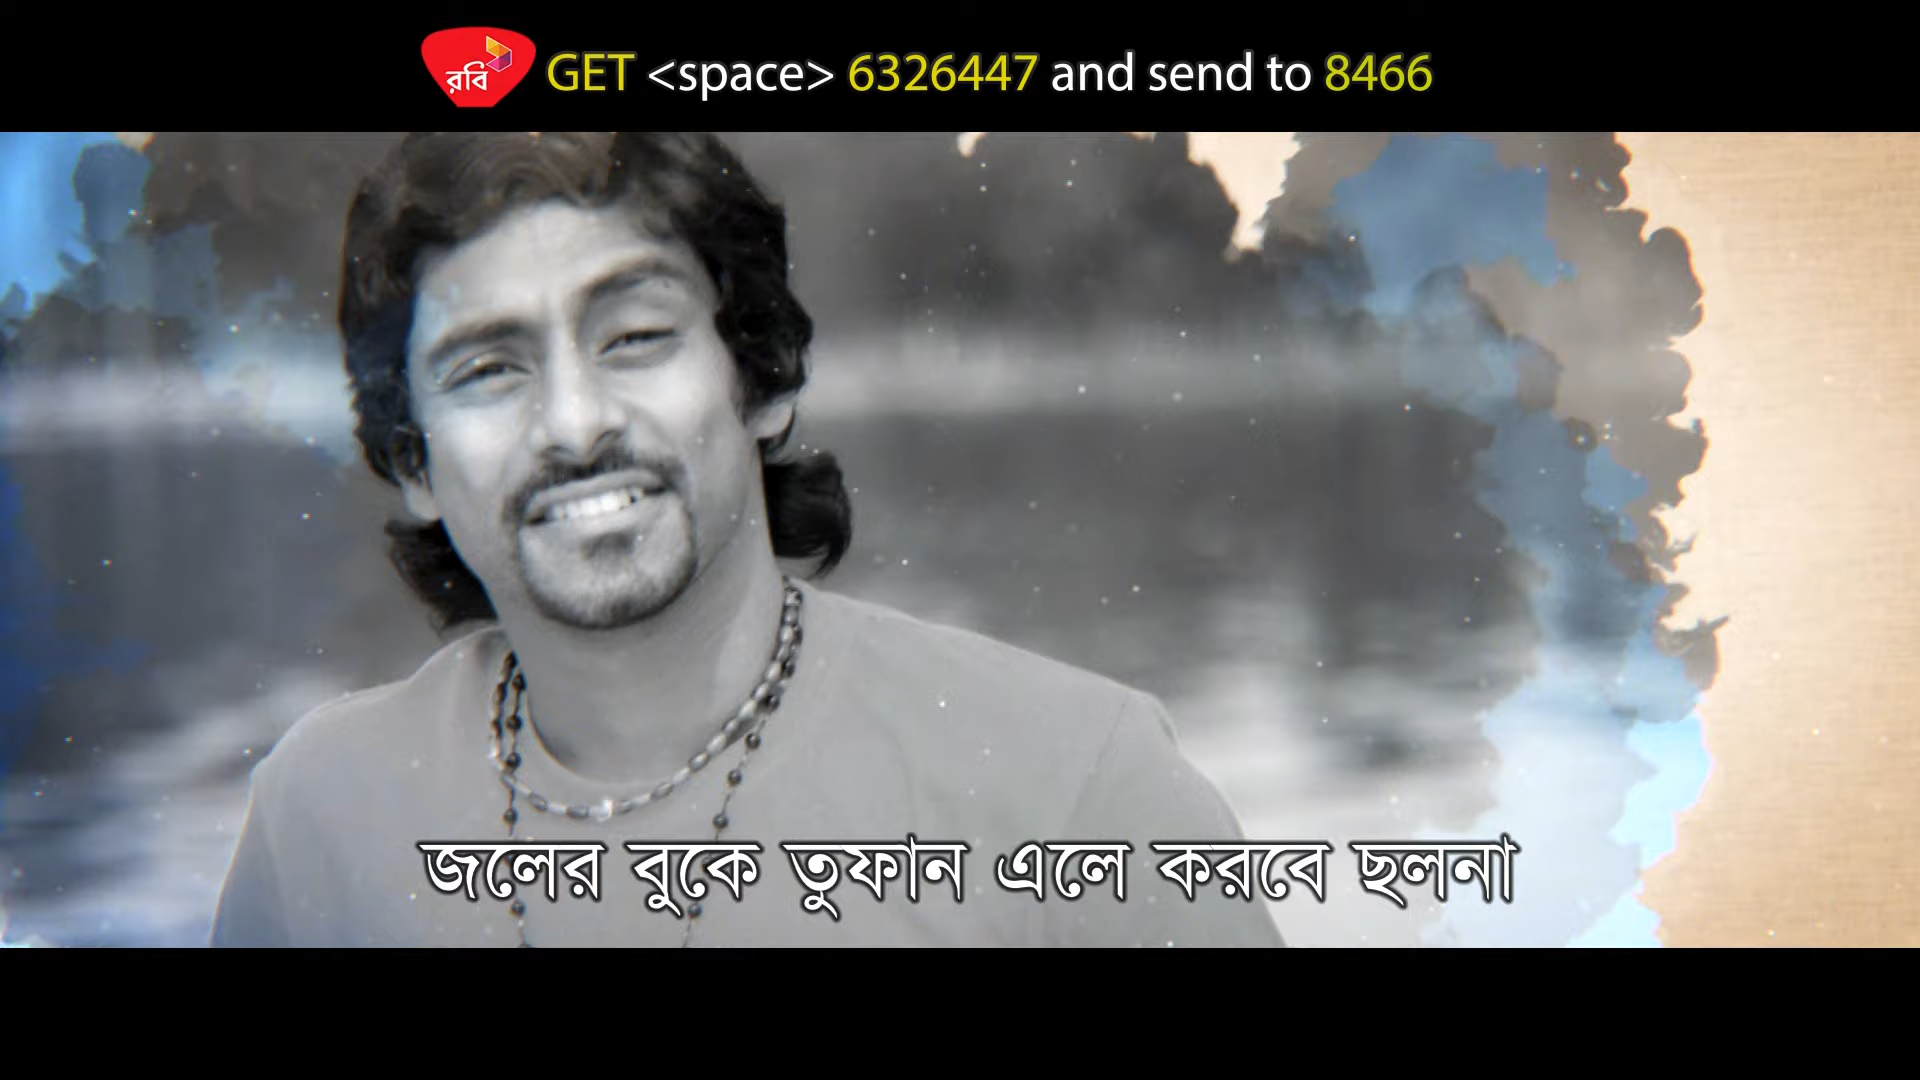 রবি GET <space> 6326447 and send to 8466
জলের বুকে তুফান এলে করবে ছলনা